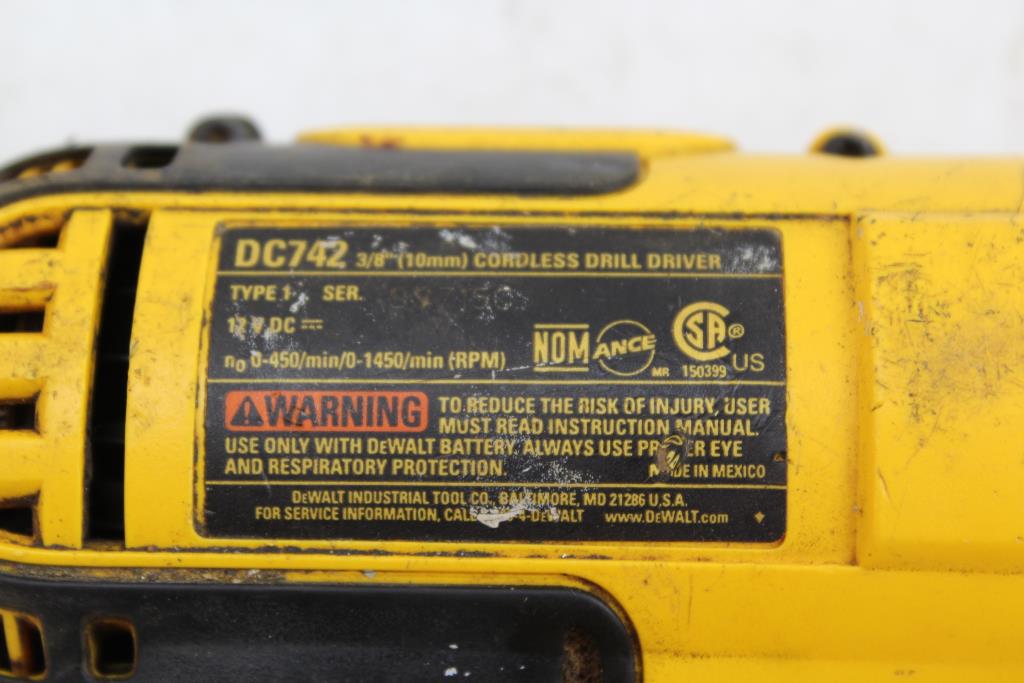 DC742 3/8" (10mm) CORDLESS DRILL DRIVER
TYPE 1 SER.
12 V DC
n0 0-450/min/0-1450/min (RPM)
NOM ANCE MR SA® 150399 US
WARNING TO REDUCE THE RISK OF INJURY, USER
MUST READ INSTRUCTION MANUAL.
USE ONLY WITH DEWALT BATTERY. ALWAYS USE EYE
AND RESPIRATORY PROTECTION. IN MEXICO
DEWALT INDUSTRIAL TOOL CO., BALTIMORE, MD 21286 U.S.A.
FOR SERVICE INFORMATION, CALL 4-DEWALT www.DEWALT.com